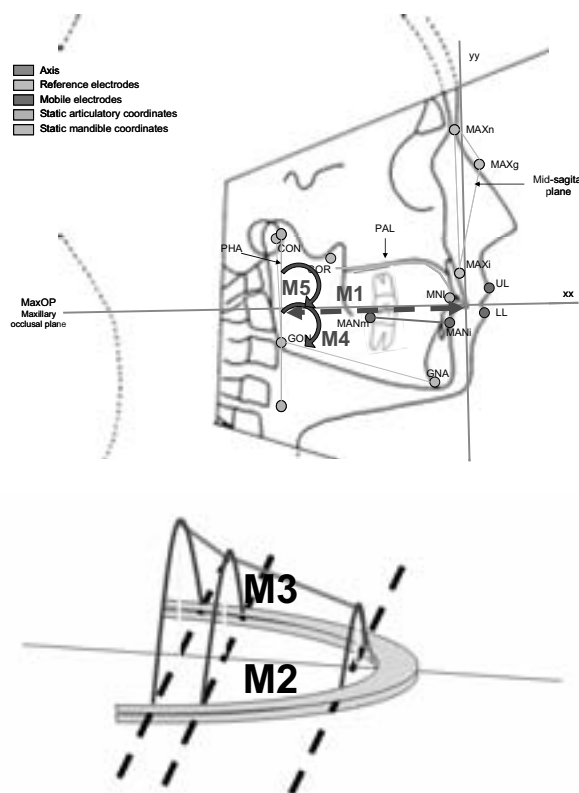 yy
Axis
Reference electrodes
Mobile electrodes
Static articulatory coordinates
Static mandible coordinates
MAXn
MAXg
Mid-sagital
plane
PHA
CON
COR
PAL
MAXi
M5
M1
MNI
UL
xx
MaxOP
Maxillary
occlusal plane
LL
MANm
MANi
GON
M4
GNA
M3
M2